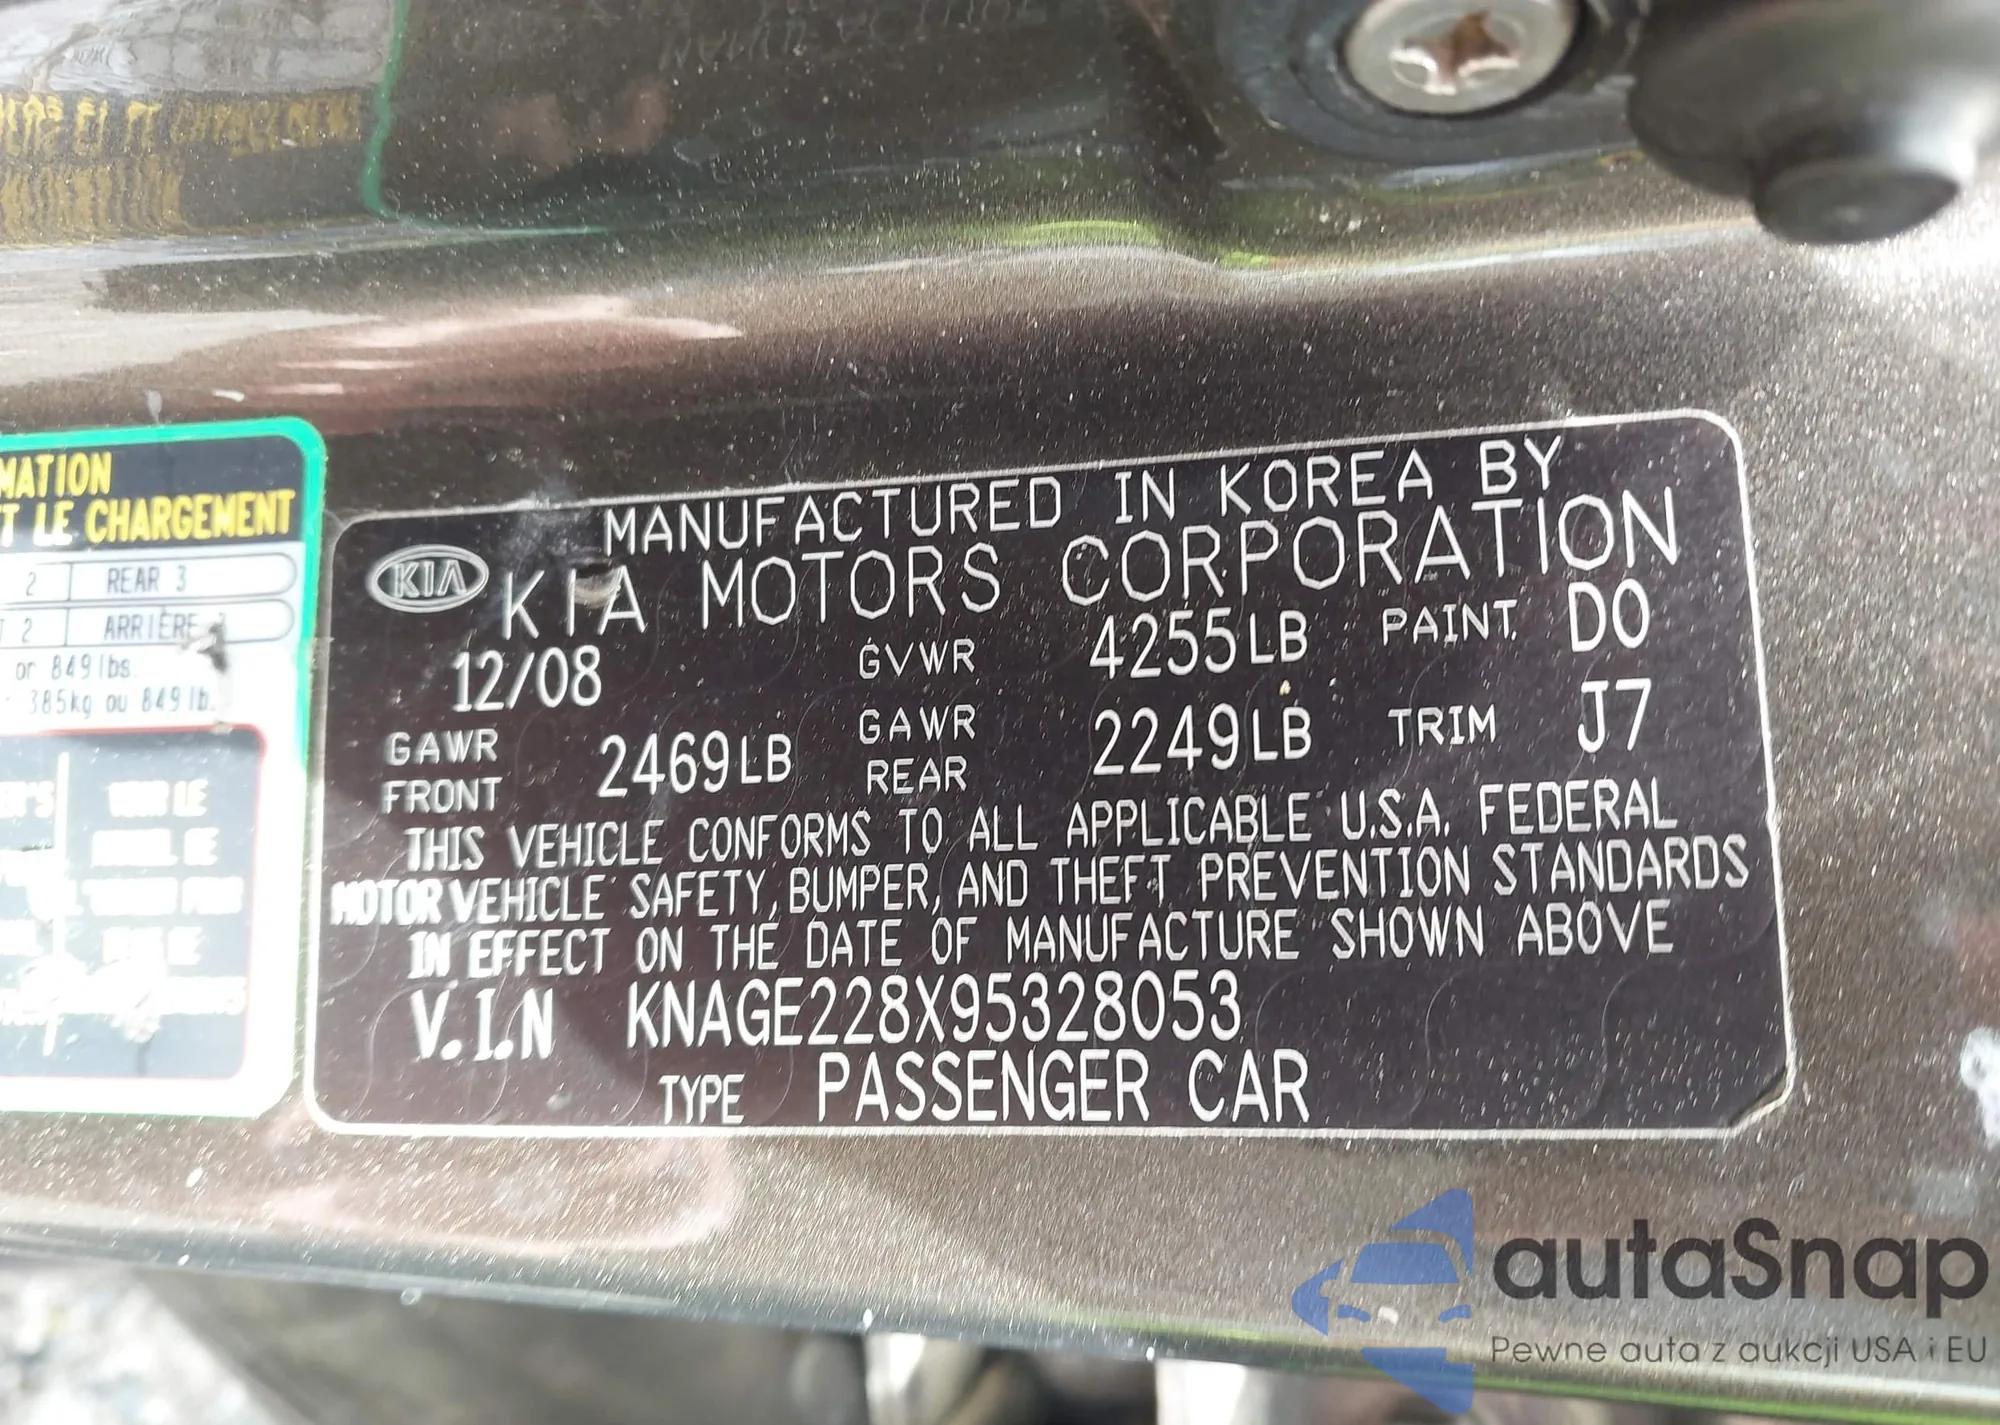 MATION
T LE CHARGEMENT
2 REAR 3
2 ARRIÈRE
or 849 lbs.
385kg ou 849 lb.
KIA
MANUFACTURED IN KOREA BY
KIA MOTORS CORPORATION
12/08 GVWR 4255LB PAINT. D0
GAWR FRONT 2469LB GAWR REAR 2249LB TRIM J7
THIS VEHICLE CONFORMS TO ALL APPLICABLE U.S.A. FEDERAL
MOTOR VEHICLE SAFETY, BUMPER, AND THEFT PREVENTION STANDARDS
IN EFFECT ON THE DATE OF MANUFACTURE SHOWN ABOVE
V.I.N KNAGE228X95328053
TYPE PASSENGER CAR
autaSnap
Pewne auta z aukcji USA i EU